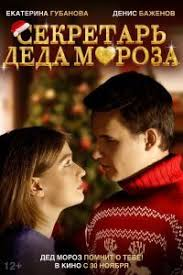 ЕКАТЕРИНА ГУБАНОВА ДЕНИС БАЖЕНОВ
СЕКРЕТАРЬ
ДЕДА МОРОЗА
ДЕД МОРОЗ ПОМНИТ О ТЕБЕ!
12+ В КИНО С 30 НОЯБРЯ